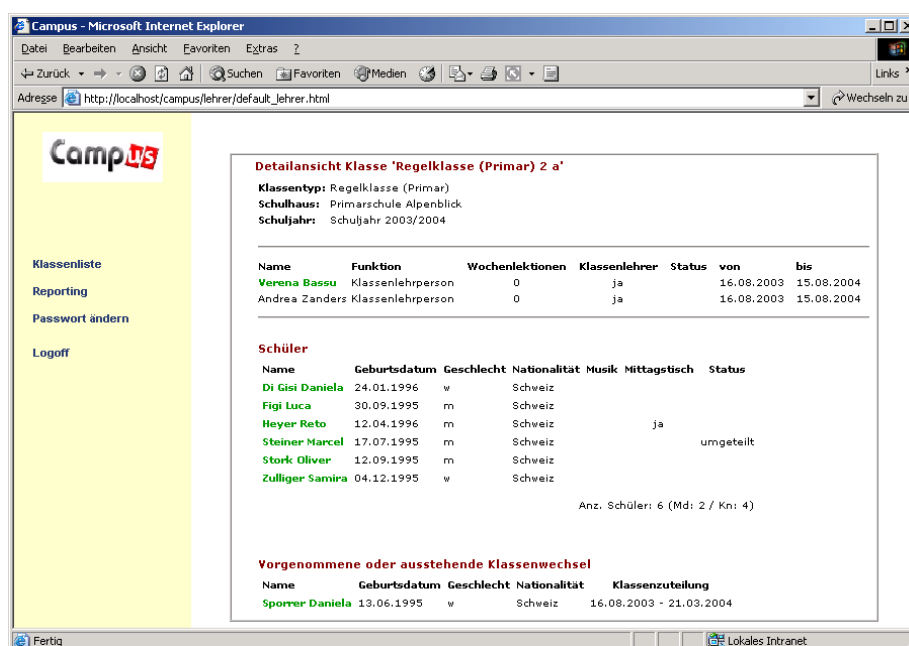 Campus - Microsoft Internet Explorer
Datei Bearbeiten Ansicht Favoriten Extras ?
Zurück Suchen Favoriten Medien Links
Adresse http://localhost/campus/lehrer/default_lehrer.html Wechseln zu
Campus
Detailansicht Klasse 'Regelklasse (Primar) 2 a'
Klassentyp: Regelklasse (Primar)
Schulhaus: Primarschule Alpenblick
Schuljahr: Schuljahr 2003/2004
Klassenliste
Reporting
Passwort ändern
Logoff
Name Funktion Wochenlektionen Klassenlehrer Status von bis
Verena Bassu Klassenlehrperson 0 ja 16.08.2003 15.08.2004
Andrea Zanders Klassenlehrperson 0 ja 16.08.2003 15.08.2004
Schüler
Name Geburtsdatum Geschlecht Nationalität Musik Mittagstisch Status
Di Gisi Daniela 24.01.1996 w Schweiz
Figi Luca 30.09.1995 m Schweiz
Heyer Reto 12.04.1996 m Schweiz ja
Steiner Marcel 17.07.1995 m Schweiz umgeteilt
Stork Oliver 12.09.1995 m Schweiz
Zulliger Samira 04.12.1995 w Schweiz
Anz. Schüler: 6 (Md: 2 / Kn: 4)
Vorgenommene oder ausstehende Klassenwechsel
Name Geburtsdatum Geschlecht Nationalität Klassenzuteilung
Sporrer Daniela 13.06.1995 w Schweiz 16.08.2003 - 21.03.2004
Fertig Lokales Intranet